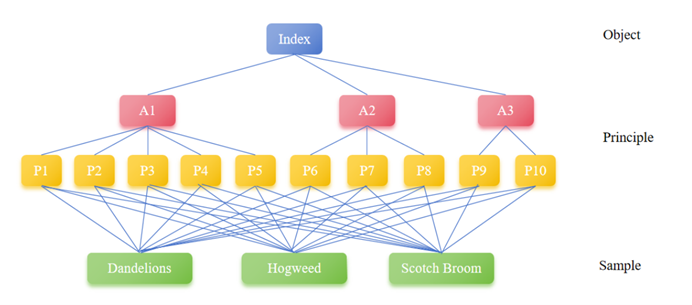 Index
Object
A1
A2
A3
Principle
P1
P2
P3
P4
P5
P6
P7
P8
P9
P10
Dandelions
Hogweed
Scotch Broom
Sample